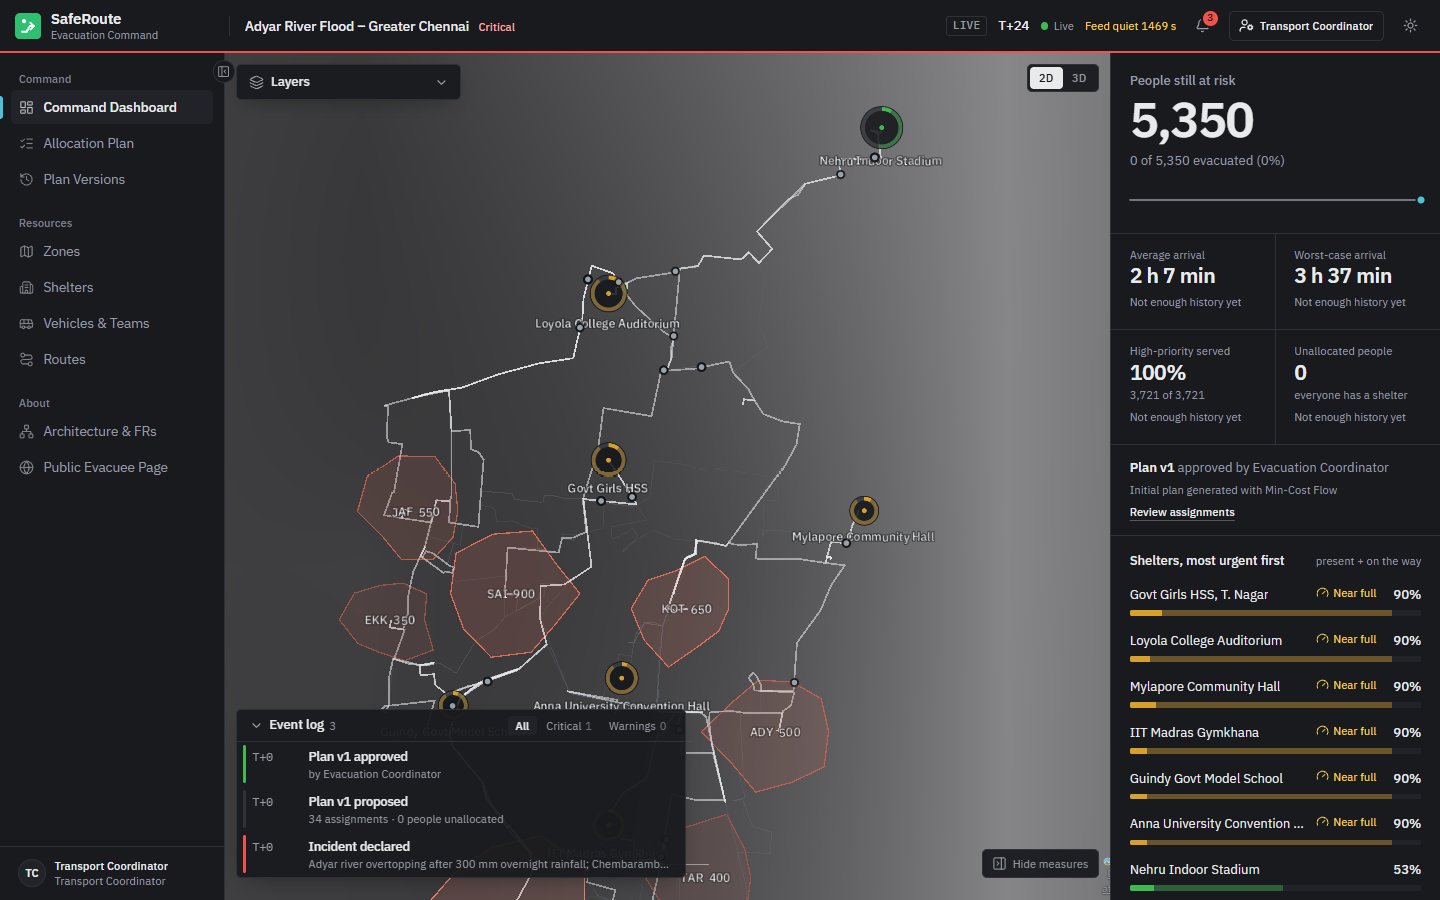 SafeRoute
Evacuation Command
Adyar River Flood – Greater Chennai Critical
LIVE T+24 Live Feed quiet 1469 s 3 Transport Coordinator
Command
Command Dashboard
Allocation Plan
Plan Versions
Resources
Zones
Shelters
Vehicles & Teams
Routes
About
Architecture & FRs
Public Evacuee Page
TC Transport Coordinator
Transport Coordinator
Layers
2D 3D
Nehru Indoor Stadium
Loyola College Auditorium
Govt Girls HSS
Mylapore Community Hall
JAF 550
SAI 900
KOT 650
EKK 350
Anna University Convention Hall
ADY 500
TAR 400
Event log 3 All Critical 1 Warnings 0
T+0 Plan v1 approved
by Evacuation Coordinator
T+0 Plan v1 proposed
34 assignments · 0 people unallocated
T+0 Incident declared
Adyar river overtopping after 300 mm overnight rainfall; Chembaramb...
Hide measures
People still at risk
5,350
0 of 5,350 evacuated (0%)
Average arrival
2 h 7 min
Not enough history yet
Worst-case arrival
3 h 37 min
Not enough history yet
High-priority served
100%
3,721 of 3,721
Not enough history yet
Unallocated people
0
everyone has a shelter
Not enough history yet
Plan v1 approved by Evacuation Coordinator
Initial plan generated with Min-Cost Flow
Review assignments
Shelters, most urgent first present + on the way
Govt Girls HSS, T. Nagar Near full 90%
Loyola College Auditorium Near full 90%
Mylapore Community Hall Near full 90%
IIT Madras Gymkhana Near full 90%
Guindy Govt Model School Near full 90%
Anna University Convention ... Near full 90%
Nehru Indoor Stadium 53%